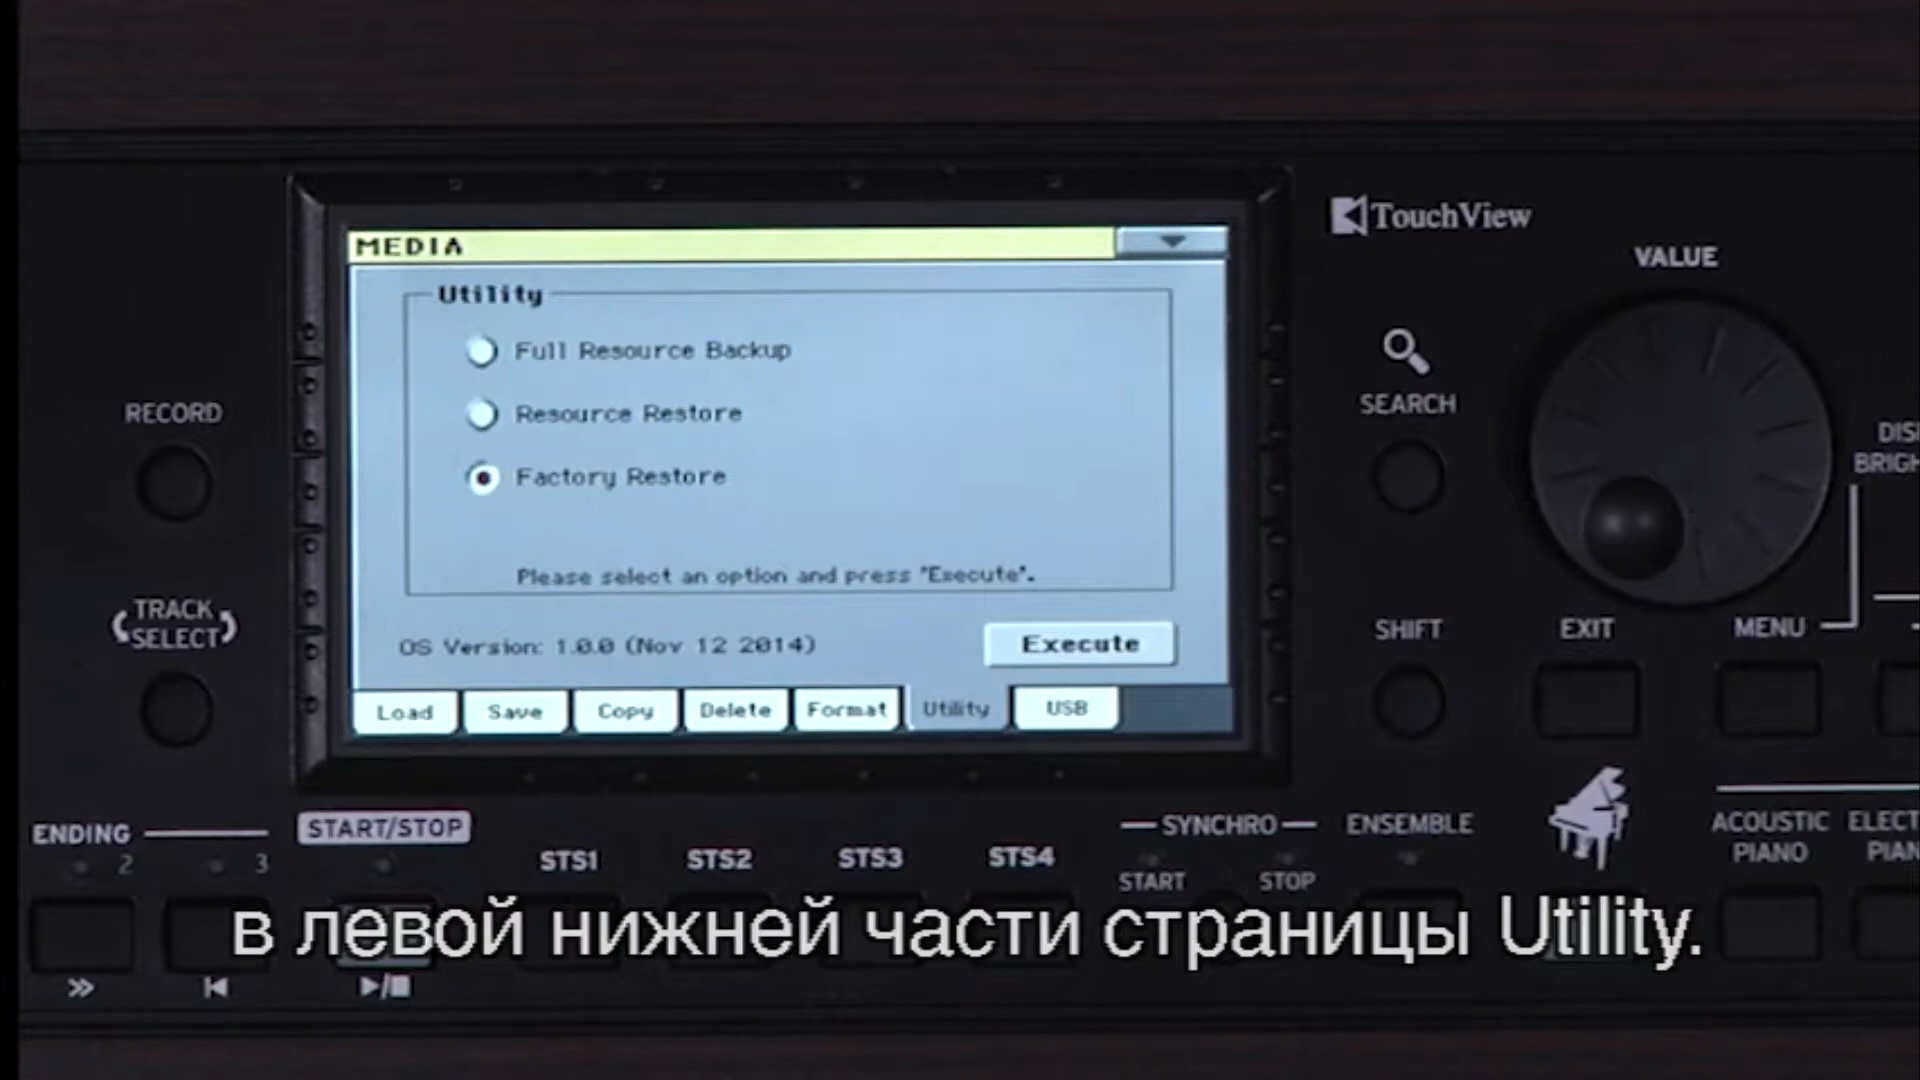 TouchView
VALUE
MEDIA
Utility
Full Resource Backup
Resource Restore
Factory Restore
Please select an option and press "Execute".
OS Version: 1.0.0 (Nov 12 2014)
Execute
Load Save Copy Delete Format Utility USB
RECORD
TRACK
SELECT
SEARCH
SHIFT EXIT MENU
ENDING
2 3
START/STOP
STS1 STS2 STS3 STS4
SYNCHRO
START STOP
ENSEMBLE
ACOUSTIC
PIANO
в левой нижней части страницы Utility.